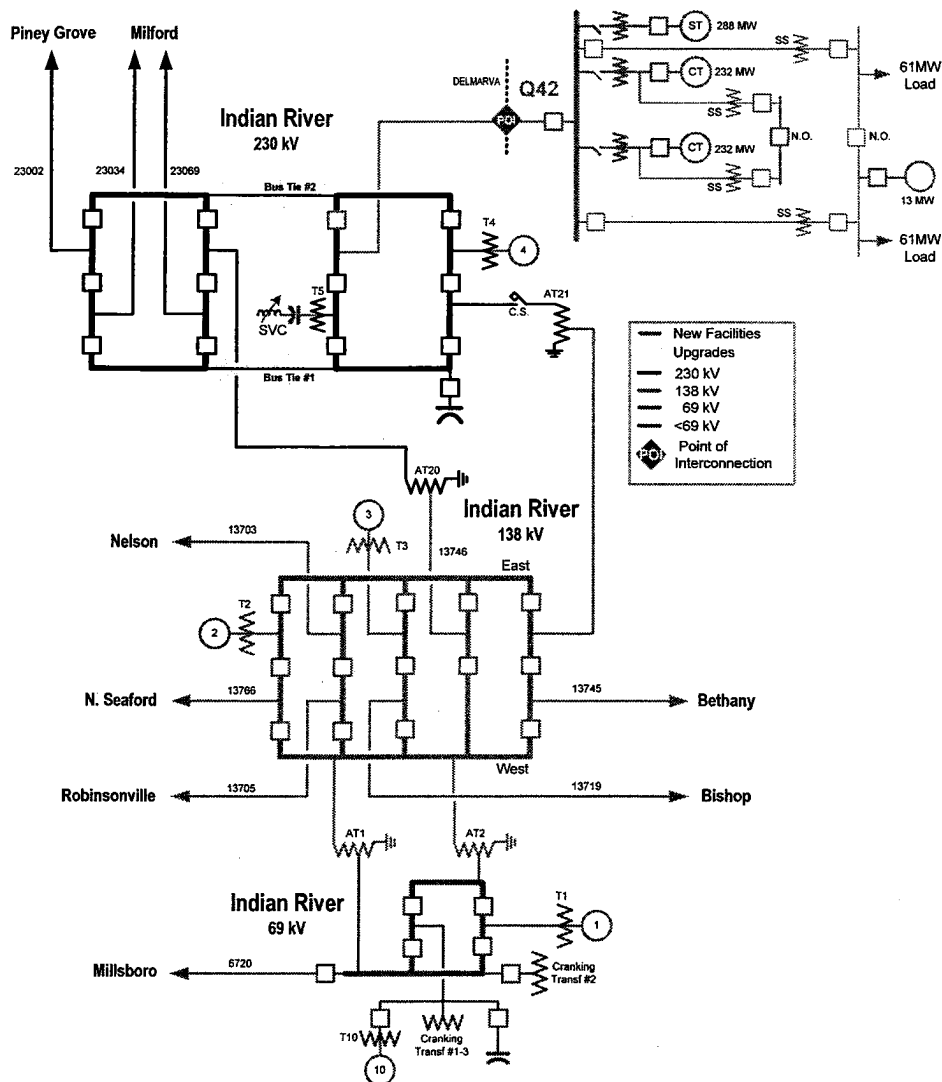 Piney Grove
Milford
ST
288 MW
SS
61MW
Load
DELMARVA
Q42
POI
CT
232 MW
SS
N.O.
N.O.
CT
232 MW
SS
13 MW
SS
61MW
Load
Indian River
230 kV
23002
23034
23069
Bus Tie #2
T4
4
T5
SVC
C.S.
AT21
Bus Tie #1
New Facilities
Upgrades
230 kV
138 kV
69 kV
<69 kV
POI
Point of
Interconnection
AT20
Indian River
138 kV
3
T3
13746
Nelson
13703
East
T2
2
N. Seaford
13766
13745
Bethany
West
Robinsonville
13705
13719
Bishop
AT1
AT2
Indian River
69 kV
T1
1
Millsboro
6720
Cranking
Transf #2
T10
Cranking
Transf #1-3
10